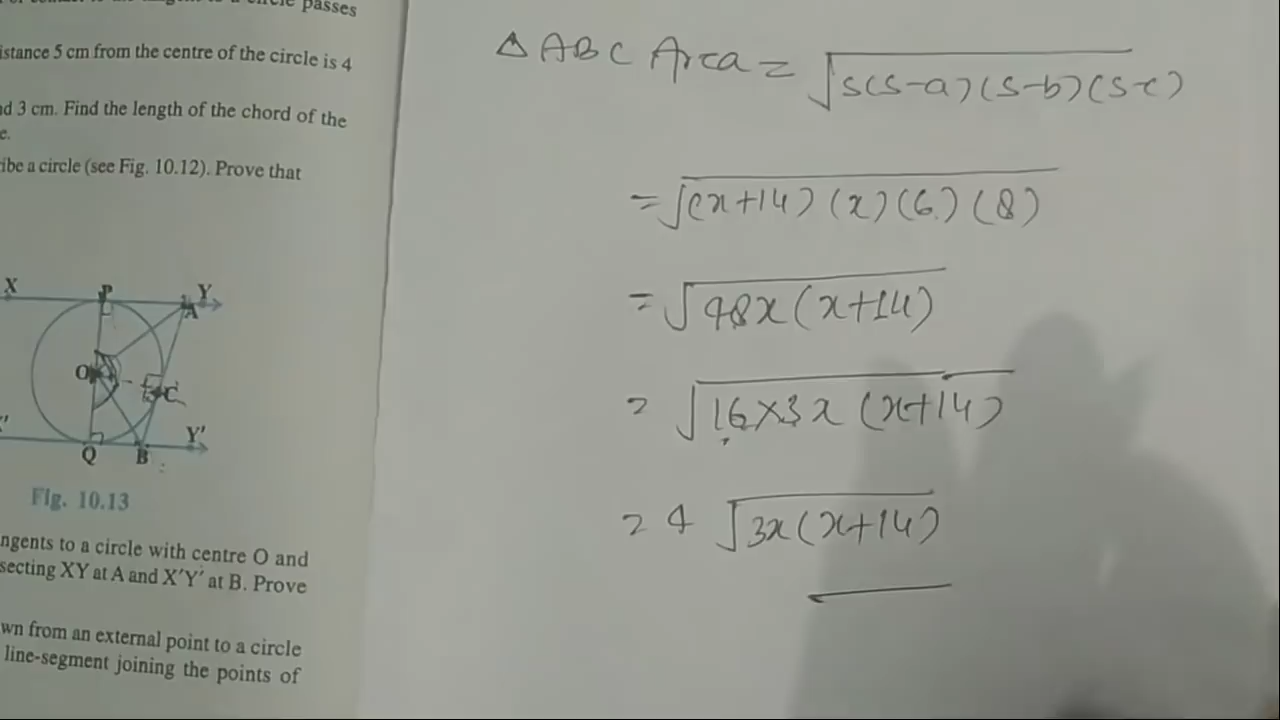 passes
istance 5 cm from the centre of the circle is 4
nd 3 cm. Find the length of the chord of the
e.
ibe a circle (see Fig. 10.12). Prove that
X P Y
A
O C
Q B Y'
Fig. 10.13
ngents to a circle with centre O and
secting XY at A and X'Y' at B. Prove
wn from an external point to a circle
line-segment joining the points of
△ABC Area = √s(s-a)(s-b)(s-c)
= √(x+14)(x)(6)(8)
= √48x(x+14)
= √16×3x(x+14)
= 4 √3x(x+14)